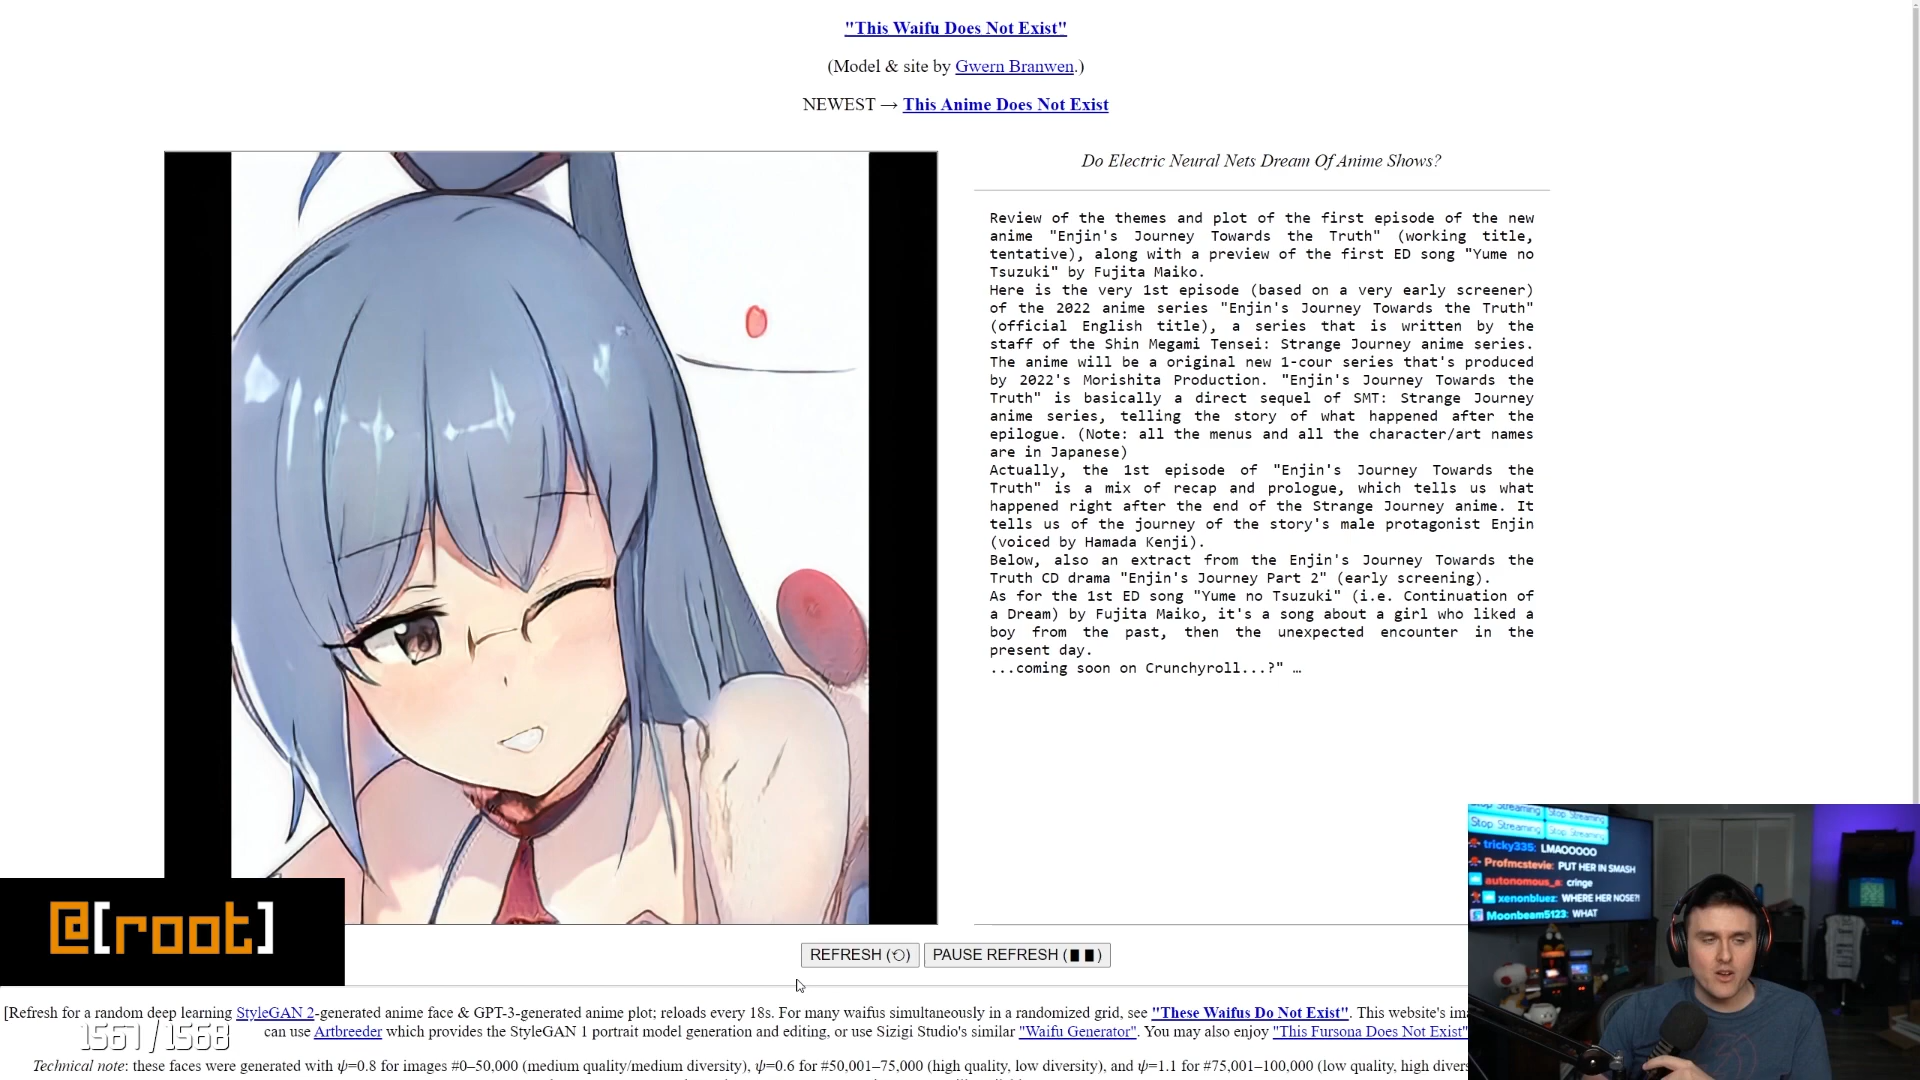 "This Waifu Does Not Exist"
(Model & site by Gwern Branwen.)
NEWEST → This Anime Does Not Exist
Do Electric Neural Nets Dream Of Anime Shows?
Review of the themes and plot of the first episode of the new
anime "Enjin's Journey Towards the Truth" (working title,
tentative), along with a preview of the first ED song "Yume no
Tsuzuki" by Fujita Maiko.
Here is the very 1st episode (based on a very early screener)
of the 2022 anime series "Enjin's Journey Towards the Truth"
(official English title), a series that is written by the
staff of the Shin Megami Tensei: Strange Journey anime series.
The anime will be a original new 1-cour series that's produced
by 2022's Morishita Production. "Enjin's Journey Towards the
Truth" is basically a direct sequel of SMT: Strange Journey
anime series, telling the story of what happened after the
epilogue. (Note: all the menus and all the character/art names
are in Japanese)
Actually, the 1st episode of "Enjin's Journey Towards the
Truth" is a mix of recap and prologue, which tells us what
happened right after the end of the Strange Journey anime. It
tells us of the journey of the story's male protagonist Enjin
(voiced by Hamada Kenji).
Below, also an extract from the Enjin's Journey Towards the
Truth CD drama "Enjin's Journey Part 2" (early screening).
As for the 1st ED song "Yume no Tsuzuki" (i.e. Continuation of
a Dream) by Fujita Maiko, it's a song about a girl who liked a
boy from the past, then the unexpected encounter in the
present day.
...coming soon on Crunchyroll...?" …
REFRESH (⟲) PAUSE REFRESH (▮▮)
[Refresh for a random deep learning StyleGAN 2-generated anime face & GPT-3-generated anime plot; reloads every 18s. For many waifus simultaneously in a randomized grid, see "These Waifus Do Not Exist". This website's
can use Artbreeder which provides the StyleGAN 1 portrait model generation and editing, or use Sizigi Studio's similar "Waifu Generator". You may also enjoy "This Fursona Does Not Exist"
Technical note: these faces were generated with ψ=0.8 for images #0–50,000 (medium quality/medium diversity), ψ=0.6 for #50,001–75,000 (high quality, low diversity), and ψ=1.1 for #75,001–100,000 (low quality, high
@[root]
1567/1568
Stop Streaming Stop Streaming
Stop Streaming Stop Streaming
tricky335: LMAOOOOO
Profmcstevie: PUT HER IN SMASH
autonomous_a: cringe
xenonbluez: WHERE HER NOSE?!
Moonbeam5123: WHAT